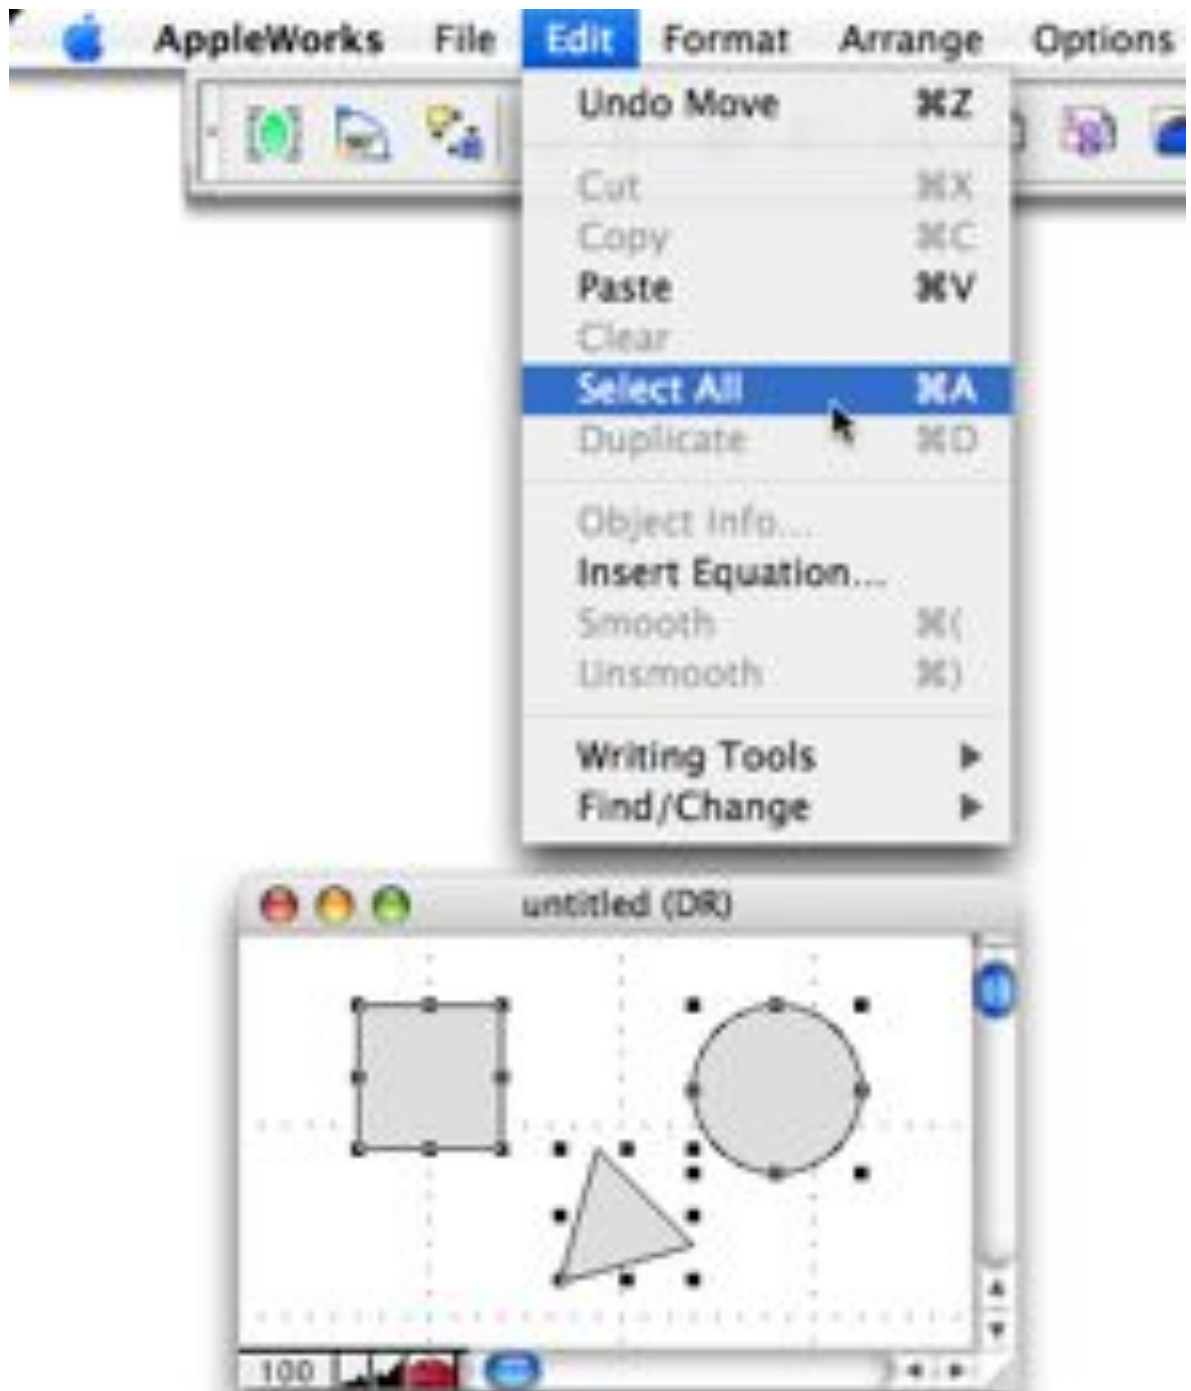 AppleWorks File Edit Format Arrange Options
Undo Move ⌘Z
Cut ⌘X
Copy ⌘C
Paste ⌘V
Clear
Select All ⌘A
Duplicate ⌘D
Object Info...
Insert Equation...
Smooth ⌘(
Unsmooth ⌘)
Writing Tools
Find/Change
untitled (DR)
100